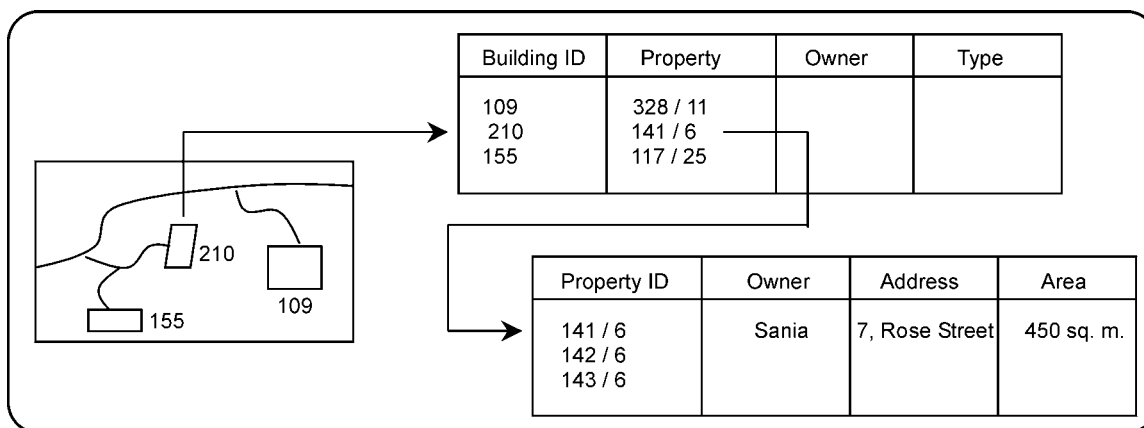 Building ID Property Owner Type
109 328 / 11
210 141 / 6
155 117 / 25
210
109
155
Property ID Owner Address Area
141 / 6 Sania 7, Rose Street 450 sq. m.
142 / 6
143 / 6